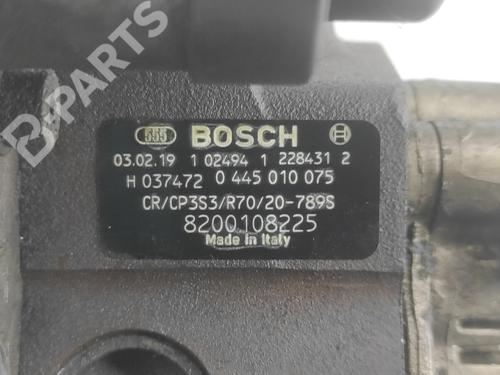 B-PARTS
555 BOSCH
03.02.19 1 02494 1 228431 2
H 037472 0 445 010 075
CR/CP3S3/R70/20-789S
8200108225
Made in Italy